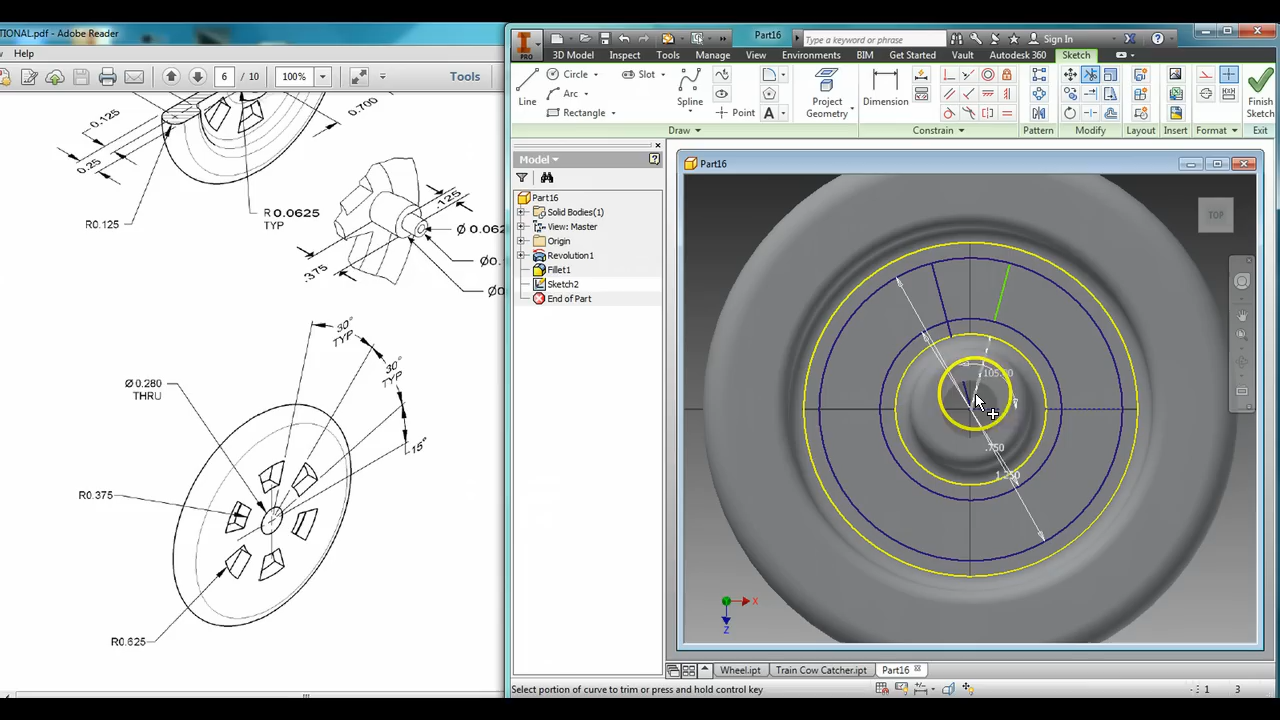 TIONAL.pdf - Adobe Reader
Help
6 / 10
100%
Tools
0.125
0.25
0.700
R0.125
R 0.0625
TYP
.125
.375
Ø 0.062
30°
TYP
30°
TYP
15°
Ø 0.280
THRU
R0.375
R0.625
PRO
Part16
Type a keyword or phrase
Sign In
3D Model
Inspect
Tools
Manage
View
Environments
BIM
Get Started
Vault
Autodesk 360
Sketch
Line
Circle
Arc
Rectangle
Slot
Spline
Point
Project
Geometry
Dimension
Finish
Sketch
Draw
Constrain
Pattern
Modify
Layout
Insert
Format
Exit
Model
Part16
Solid Bodies(1)
View: Master
Origin
Revolution1
Fillet1
Sketch2
End of Part
Part16
TOP
105.00
.750
1.250
X
Z
Wheel.ipt
Train Cow Catcher.ipt
Part16
Select portion of curve to trim or press and hold control key
1
3